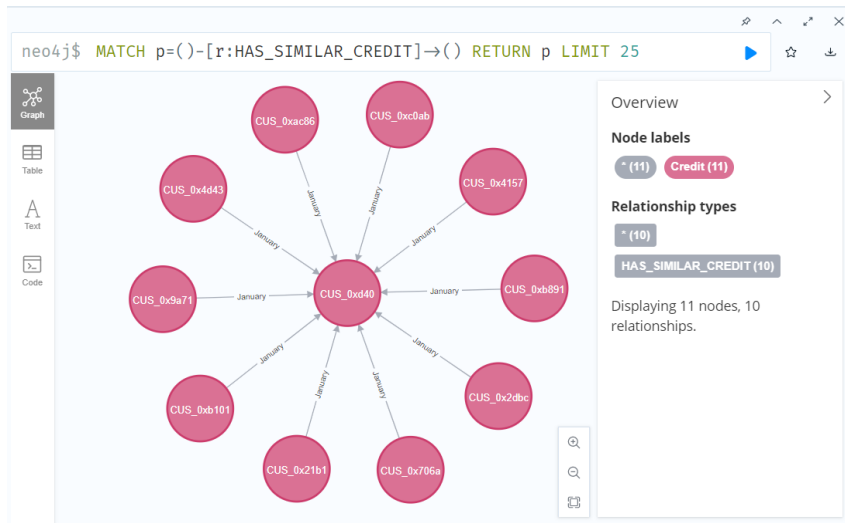 neo4j$ MATCH p=()-[r:HAS_SIMILAR_CREDIT]→() RETURN p LIMIT 25
Graph
Table
Text
Code
CUS_0xac86
CUS_0xc0ab
CUS_0x4d43
CUS_0x4157
January
January
January
January
CUS_0x9a71
January
CUS_0xd40
January
CUS_0xb891
January
January
January
January
CUS_0xb101
CUS_0x2dbc
CUS_0x21b1
CUS_0x706a
Overview
Node labels
* (11) Credit (11)
Relationship types
* (10)
HAS_SIMILAR_CREDIT (10)
Displaying 11 nodes, 10
relationships.